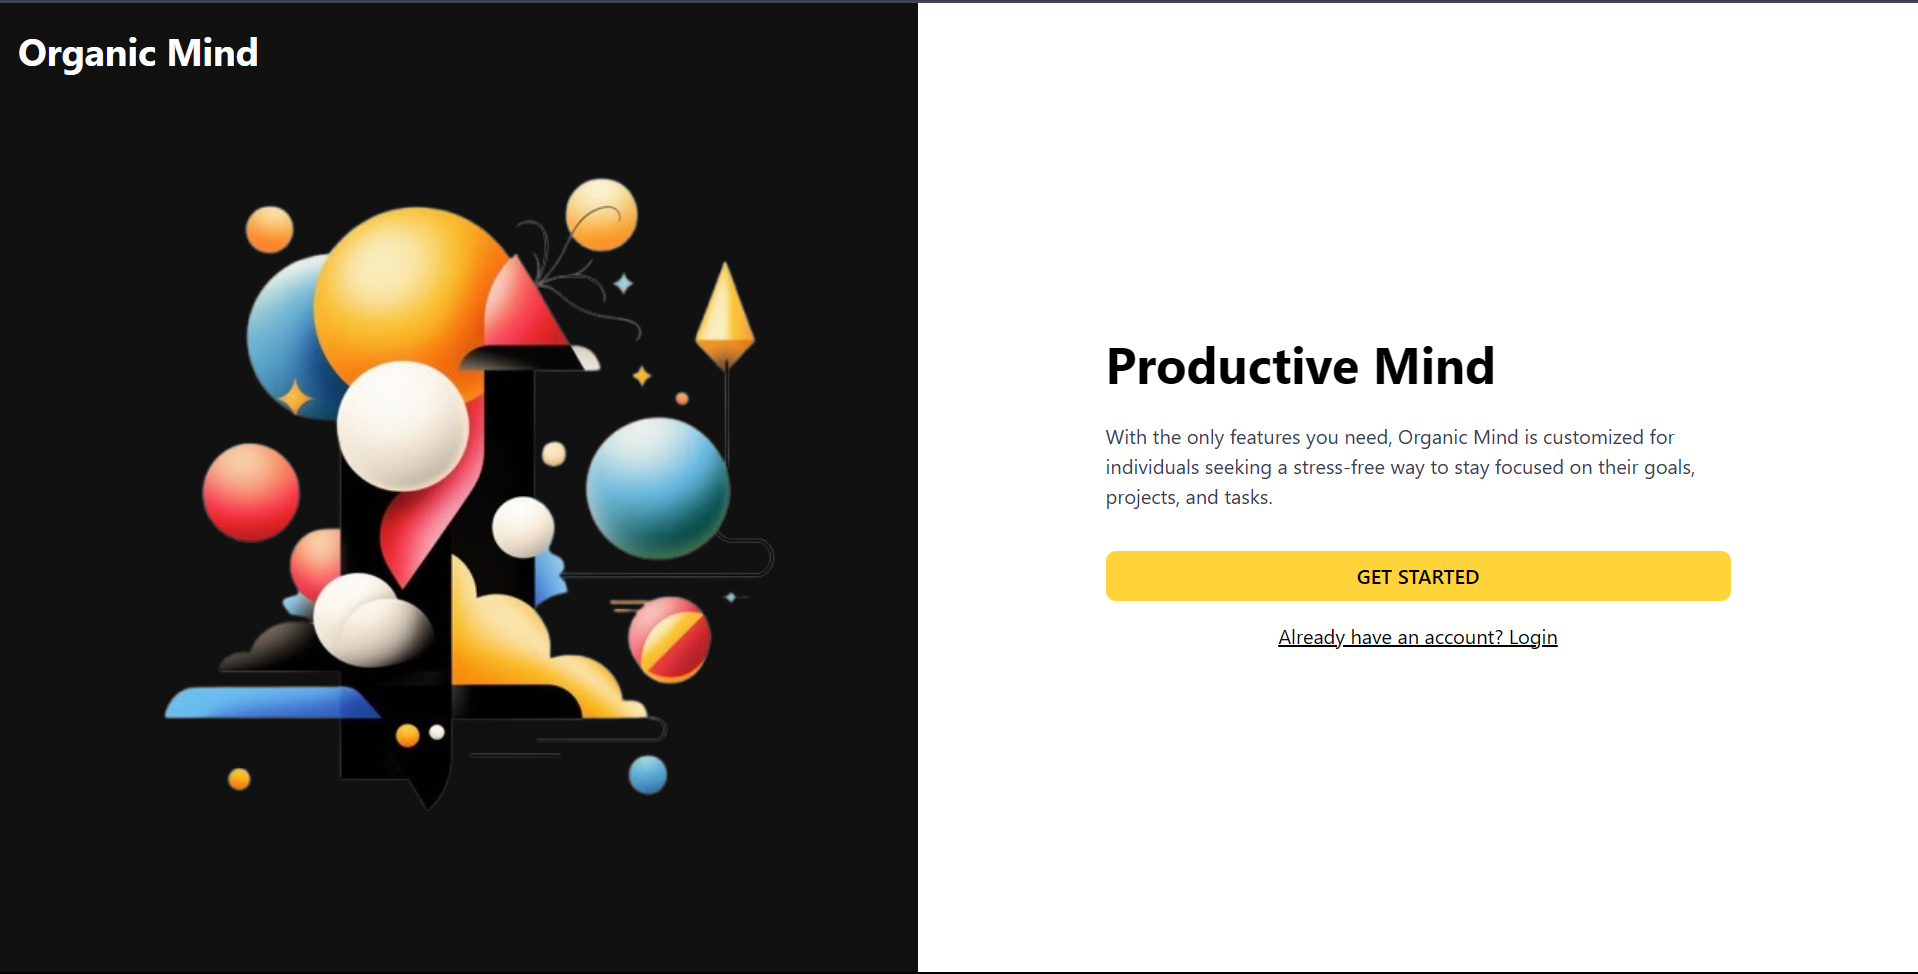 Organic Mind
Productive Mind
With the only features you need, Organic Mind is customized for
individuals seeking a stress-free way to stay focused on their goals,
projects, and tasks.
GET STARTED
Already have an account? Login